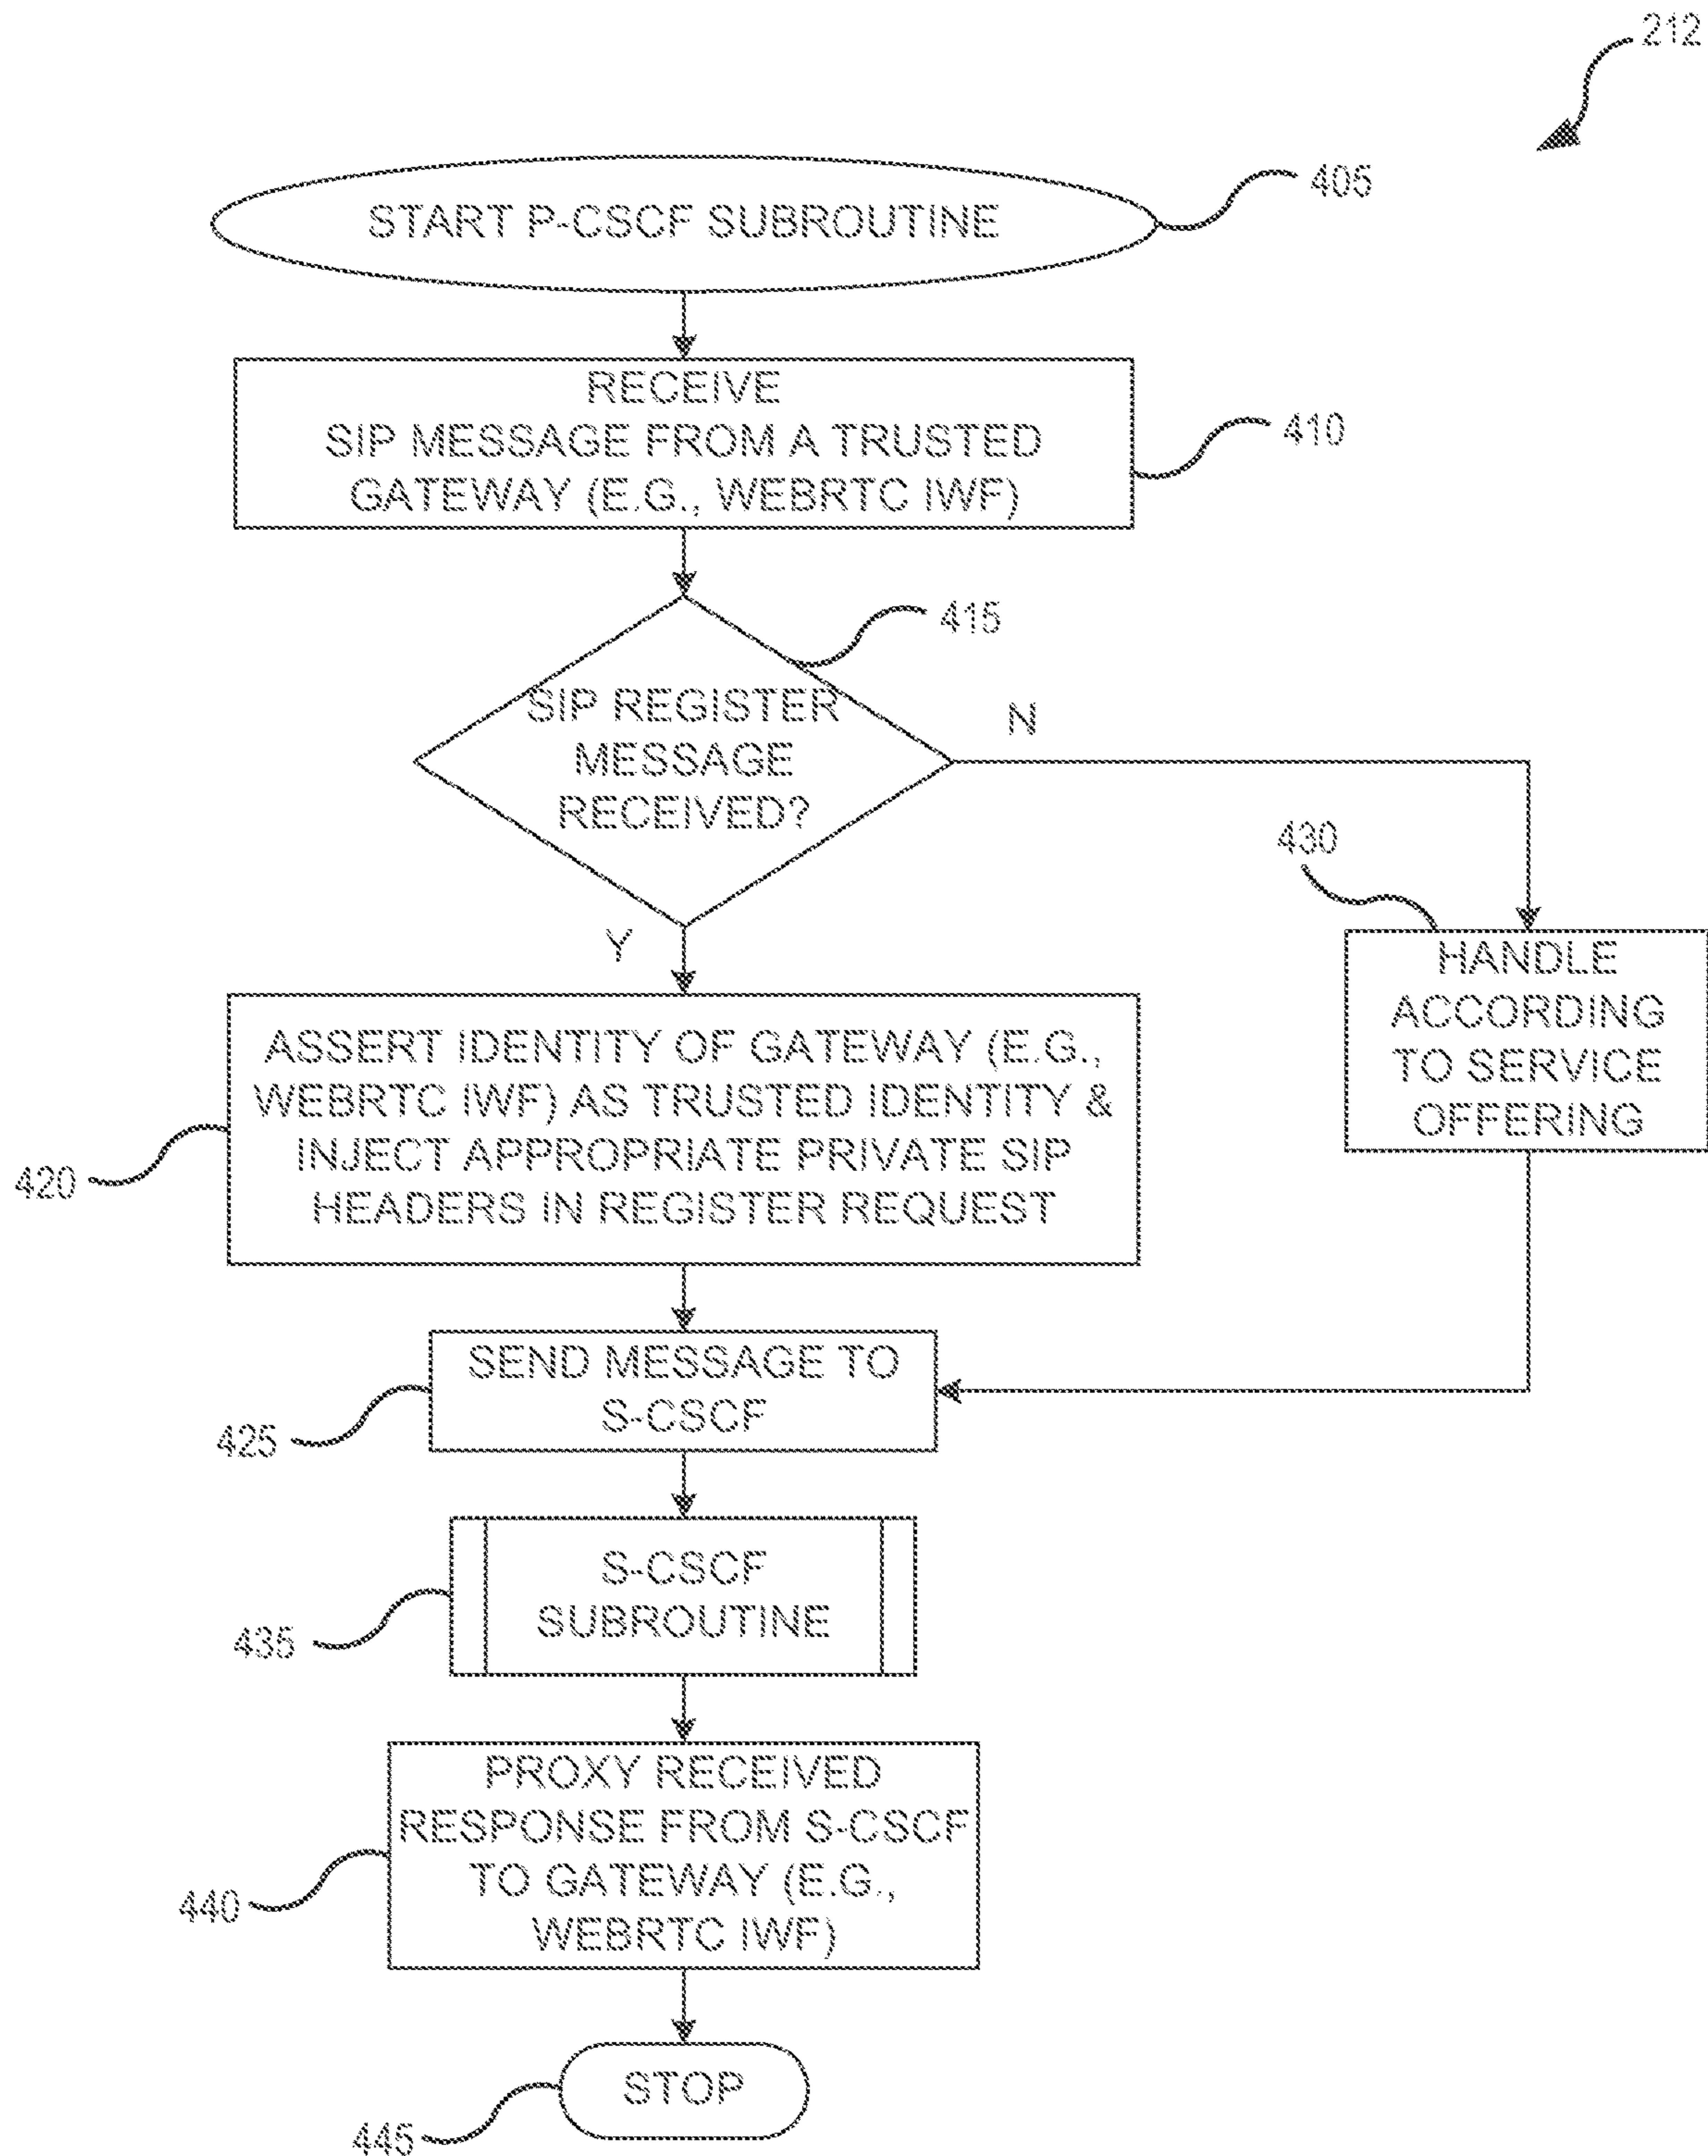 212
START P-CSCF SUBROUTINE
405
RECEIVE
SIP MESSAGE FROM A TRUSTED
GATEWAY (E.G., WEBRTC IWF)
410
415
SIP REGISTER
MESSAGE
RECEIVED?
N
Y
430
HANDLE
ACCORDING
TO SERVICE
OFFERING
ASSERT IDENTITY OF GATEWAY (E.G.,
WEBRTC IWF) AS TRUSTED IDENTITY &
INJECT APPROPRIATE PRIVATE SIP
HEADERS IN REGISTER REQUEST
420
SEND MESSAGE TO
S-CSCF
425
S-CSCF
SUBROUTINE
435
PROXY RECEIVED
RESPONSE FROM S-CSCF
TO GATEWAY (E.G.,
WEBRTC IWF)
440
STOP
445